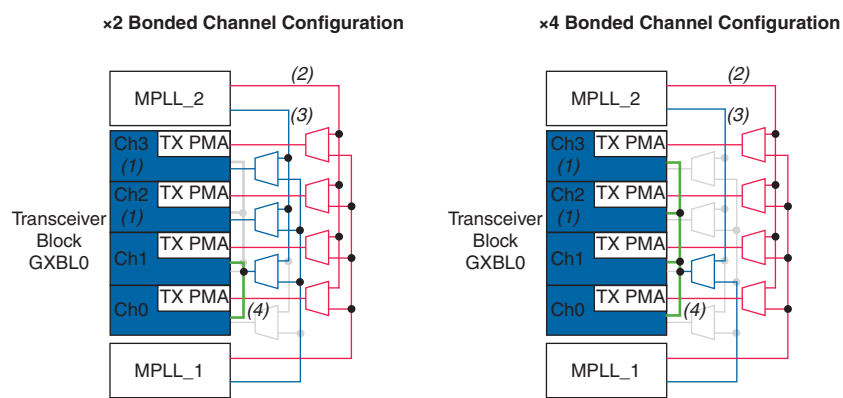 ×2 Bonded Channel Configuration
MPLL_2
(2)
(3)
Ch3
(1)
TX PMA
Ch2
(1)
TX PMA
Transceiver
Block
GXBL0
Ch1
TX PMA
Ch0
TX PMA
(4)
MPLL_1
×4 Bonded Channel Configuration
MPLL_2
(2)
(3)
Ch3
(1)
TX PMA
Ch2
(1)
TX PMA
Transceiver
Block
GXBL0
Ch1
TX PMA
Ch0
TX PMA
(4)
MPLL_1